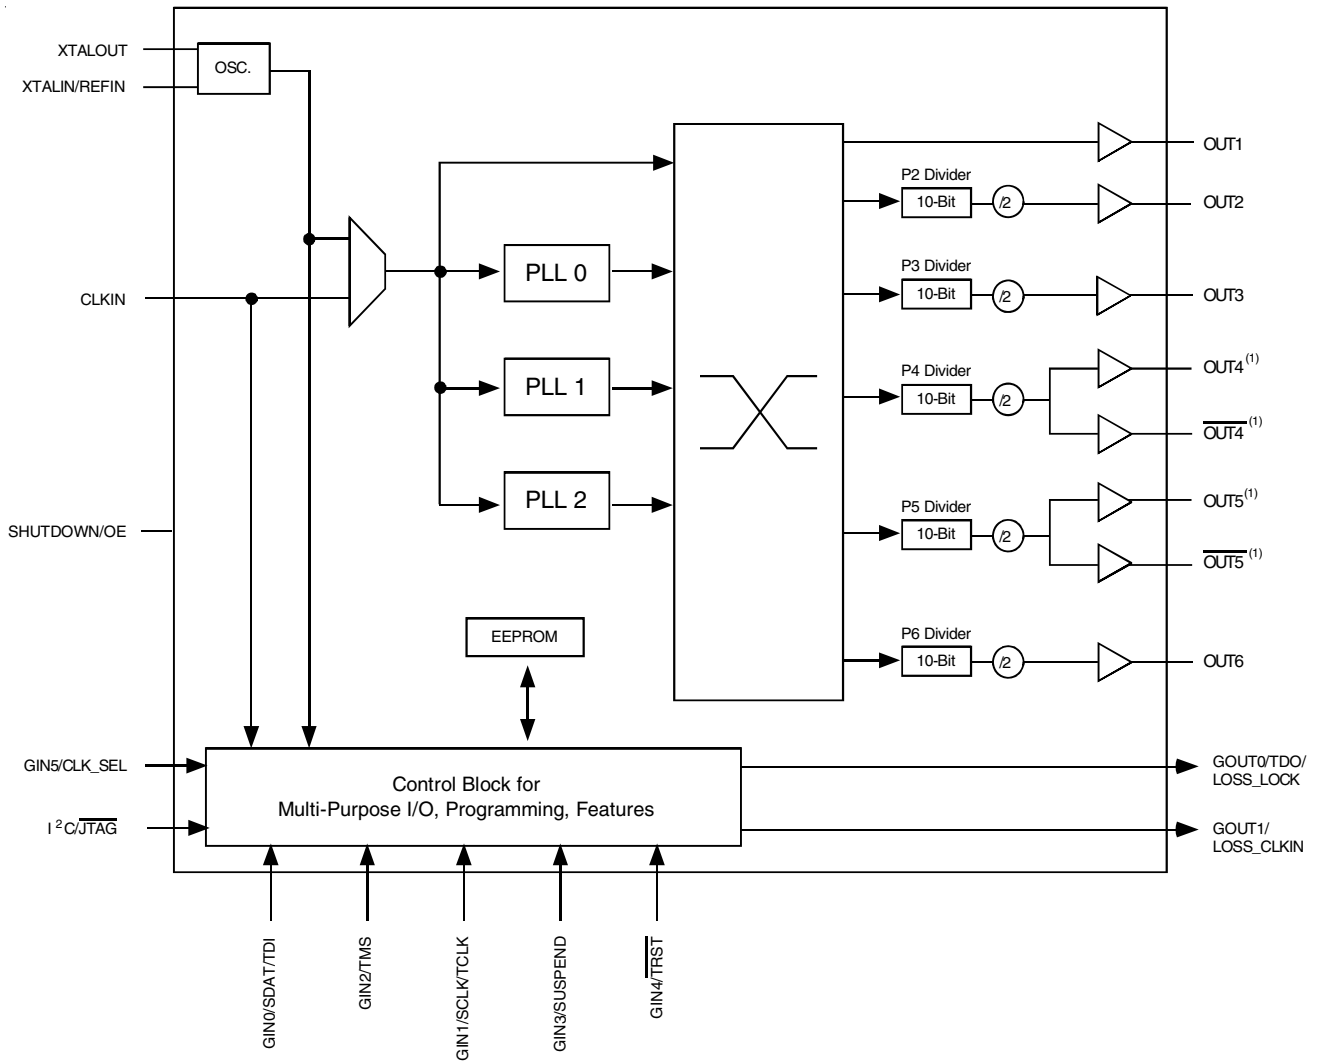 XTALOUT
OSC.
XTALIN/REFIN
OUT1
P2 Divider
10-Bit
/2
OUT2
PLL 0
P3 Divider
10-Bit
/2
OUT3
CLKIN
PLL 1
P4 Divider
10-Bit
/2
OUT4(1)
OUT4(1)
PLL 2
P5 Divider
10-Bit
/2
OUT5(1)
OUT5(1)
SHUTDOWN/OE
EEPROM
P6 Divider
10-Bit
/2
OUT6
GIN5/CLK_SEL
I2C/JTAG
Control Block for
Multi-Purpose I/O, Programming, Features
GOUT0/TDO/
LOSS_LOCK
GOUT1/
LOSS_CLKIN
GIN0/SDAT/TDI
GIN2/TMS
GIN1/SCLK/TCLK
GIN3/SUSPEND
GIN4/TRST